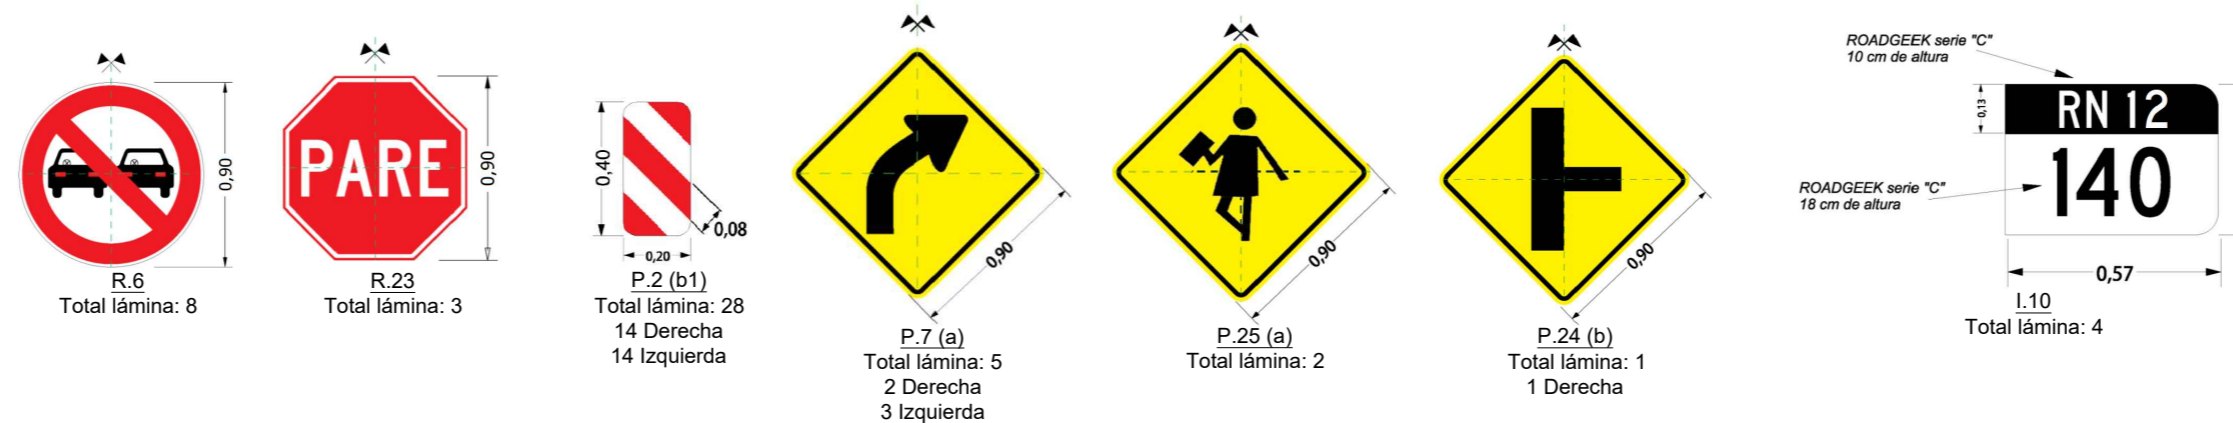 0,90
R.6
Total lámina: 8
PARE
0,90
R.23
Total lámina: 3
0,40
0,08
0,20
P.2 (b1)
Total lámina: 28
14 Derecha
14 Izquierda
0,90
P.7 (a)
Total lámina: 5
2 Derecha
3 Izquierda
0,90
P.25 (a)
Total lámina: 2
0,90
P.24 (b)
Total lámina: 1
1 Derecha
ROADGEEK serie "C"
10 cm de altura
0,13
RN 12
140
ROADGEEK serie "C"
18 cm de altura
0,57
I.10
Total lámina: 4